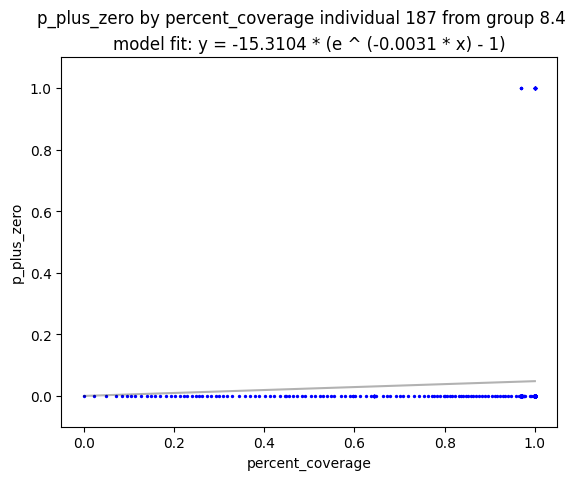 p_plus_zero by percent_coverage individual 187 from group 8.4
model fit: y = -15.3104 * (e ^ (-0.0031 * x) - 1)
1.0
0.8
0.6
0.4
0.2
0.0
p_plus_zero
0.0 0.2 0.4 0.6 0.8 1.0
percent_coverage